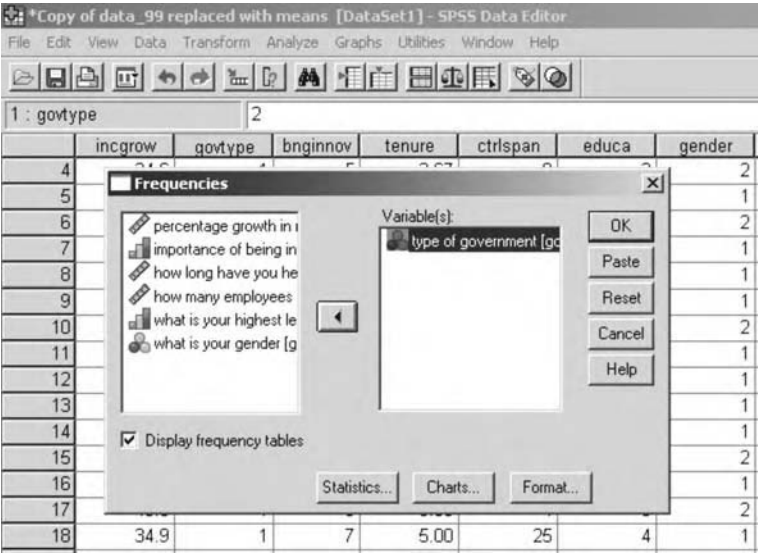 *Copy of data_99 replaced with means [DataSet1] - SPSS Data Editor
File Edit View Data Transform Analyze Graphs Utilities Window Help
1 : govtype 2
incgrow govtype bnginnov tenure ctrlspan educa gender
4 2
5 1
6 2
7 1
8 1
9 1
10 2
11 1
12 1
13 1
14 1
15 2
16 1
17 2
18 34.9 1 7 5.00 25 4 1
Frequencies
percentage growth in i
importance of being in
how long have you he
how many employees
what is your highest le
what is your gender [g
Variable(s):
type of government [go
OK
Paste
Reset
Cancel
Help
Display frequency tables
Statistics... Charts... Format...